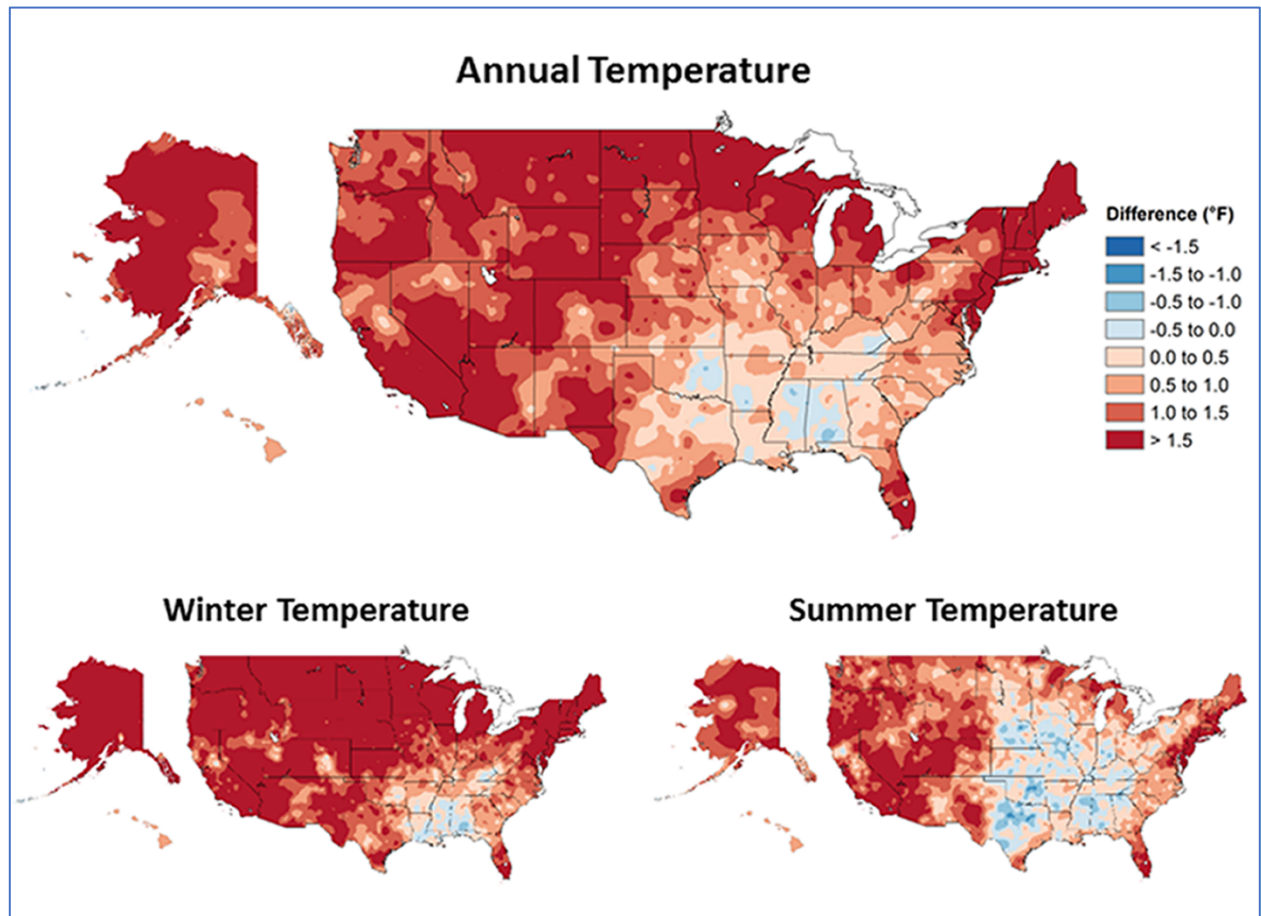 Annual Temperature
Difference (°F)
< -1.5
-1.5 to -1.0
-0.5 to -1.0
-0.5 to 0.0
0.0 to 0.5
0.5 to 1.0
1.0 to 1.5
> 1.5
Winter Temperature
Summer Temperature